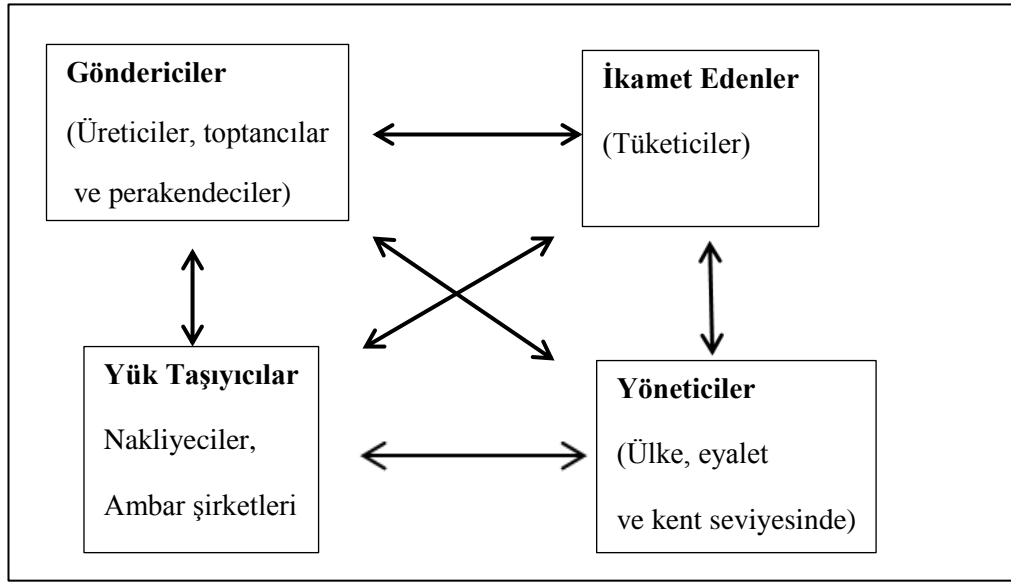 Göndericiler
(Üreticiler, toptancılar
ve perakendeciler)
İkamet Edenler
(Tüketiciler)
Yük Taşıyıcılar
Nakliyeciler,
Ambar şirketleri
Yöneticiler
(Ülke, eyalet
ve kent seviyesinde)